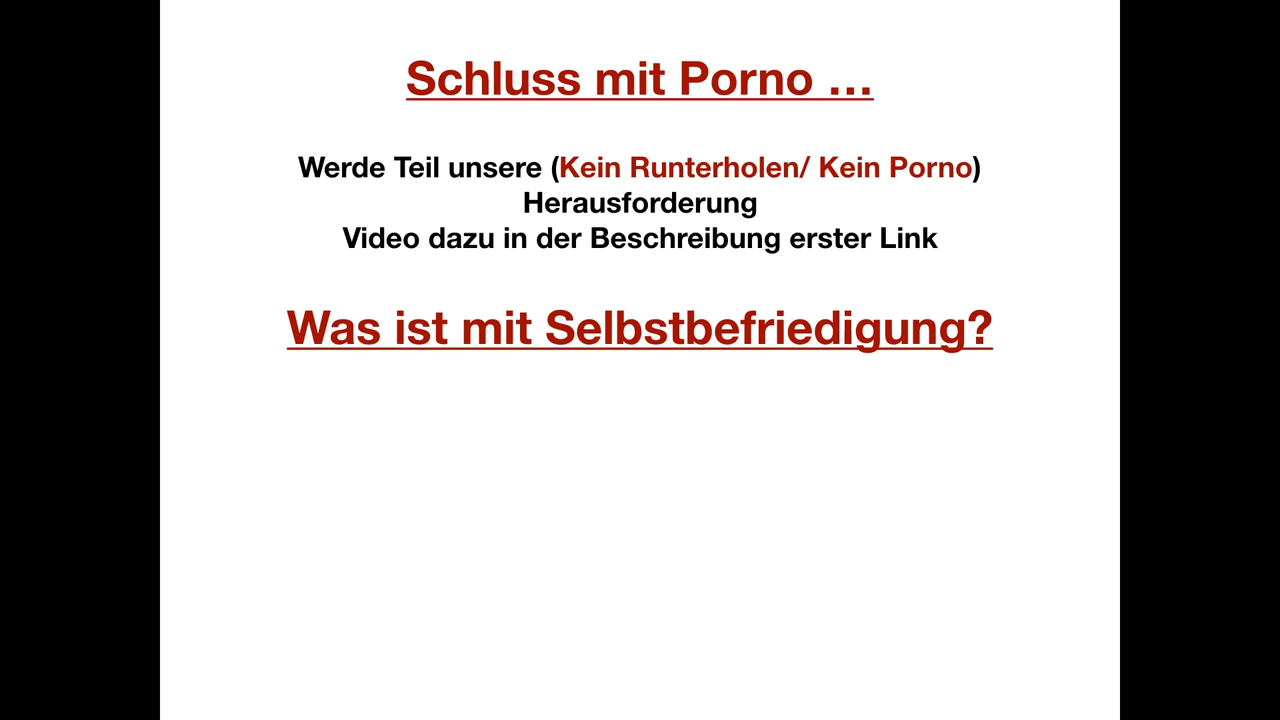 Schluss mit Porno …
Werde Teil unsere (Kein Runterholen/ Kein Porno)
Herausforderung
Video dazu in der Beschreibung erster Link
Was ist mit Selbstbefriedigung?